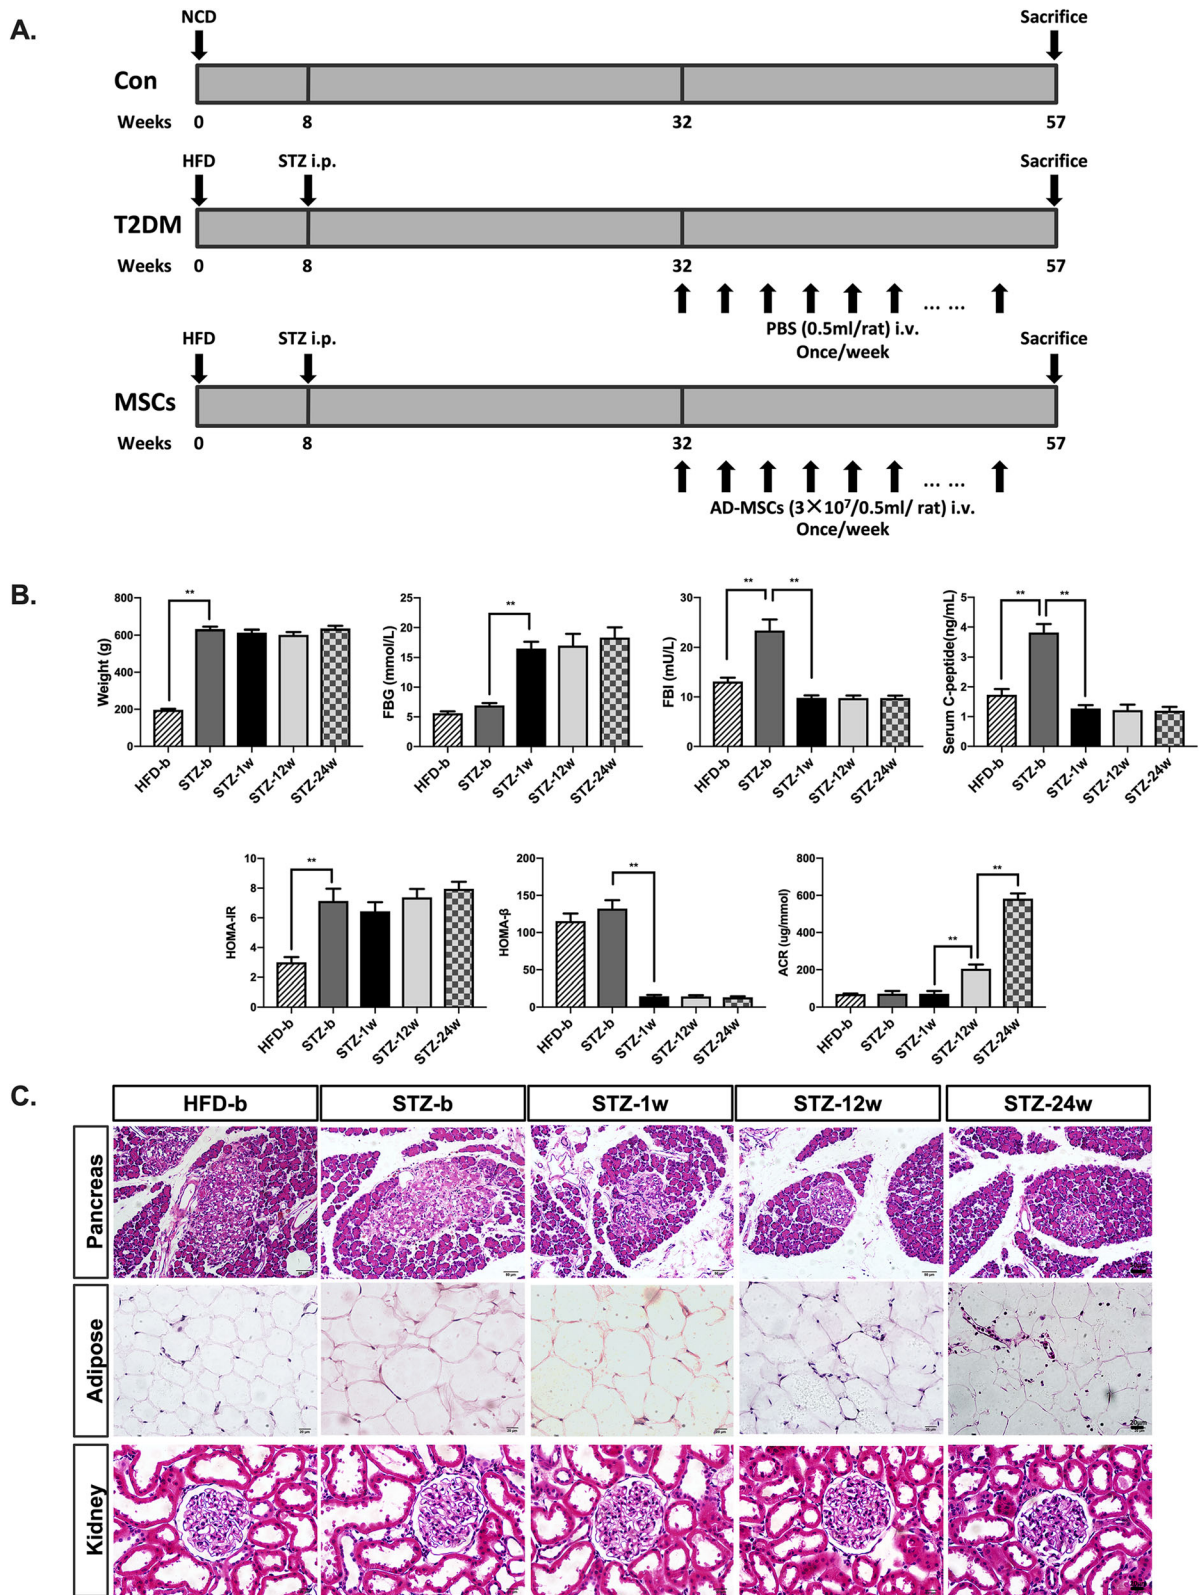 A.
NCD Sacrifice
Con
Weeks 0 8 32 57
HFD STZ i.p. Sacrifice
T2DM
Weeks 0 8 32 57
... ...
PBS (0.5ml/rat) i.v.
Once/week
HFD STZ i.p. Sacrifice
MSCs
Weeks 0 8 32 57
... ...
AD-MSCs (3×10⁷/0.5ml/ rat) i.v.
Once/week
B.
Weight (g)
800
600
400
200
0
**
HFD-b STZ-b STZ-1w STZ-12w STZ-24w
FBG (mmol/L)
25
20
15
10
5
0
**
HFD-b STZ-b STZ-1w STZ-12w STZ-24w
FBI (mU/L)
30
20
10
0
** **
HFD-b STZ-b STZ-1w STZ-12w STZ-24w
Serum C-peptide(ng/mL)
5
4
3
2
1
0
** **
HFD-b STZ-b STZ-1w STZ-12w STZ-24w
HOMA-IR
10
8
6
4
2
0
**
HFD-b STZ-b STZ-1w STZ-12w STZ-24w
HOMA-β
200
150
100
50
0
**
HFD-b STZ-b STZ-1w STZ-12w STZ-24w
ACR (ug/mmol)
800
600
400
200
0
**
**
HFD-b STZ-b STZ-1w STZ-12w STZ-24w
C.
HFD-b STZ-b STZ-1w STZ-12w STZ-24w
Pancreas
Adipose
20 μm
Kidney